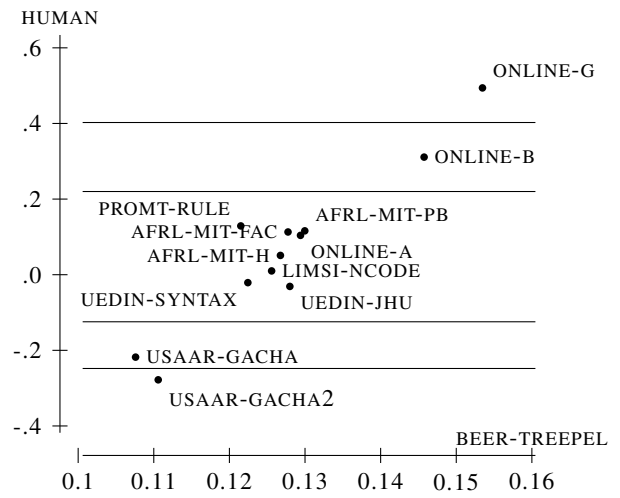 HUMAN
.6
ONLINE-G
.4
ONLINE-B
.2
PROMT-RULE
AFRL-MIT-PB
AFRL-MIT-FAC
ONLINE-A
AFRL-MIT-H
.0
LIMSI-NCODE
UEDIN-SYNTAX
UEDIN-JHU
-.2
USAAR-GACHA
USAAR-GACHA2
-.4
BEER-TREEPEL
0.1 0.11 0.12 0.13 0.14 0.15 0.16